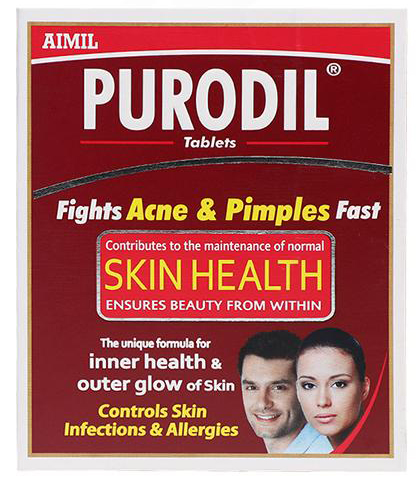 AIMIL
PURODIL®
Tablets
Fights Acne & Pimples Fast
Contributes to the maintenance of normal
SKIN HEALTH
ENSURES BEAUTY FROM WITHIN
The unique formula for
inner health &
outer glow of Skin
Controls Skin
Infections & Allergies